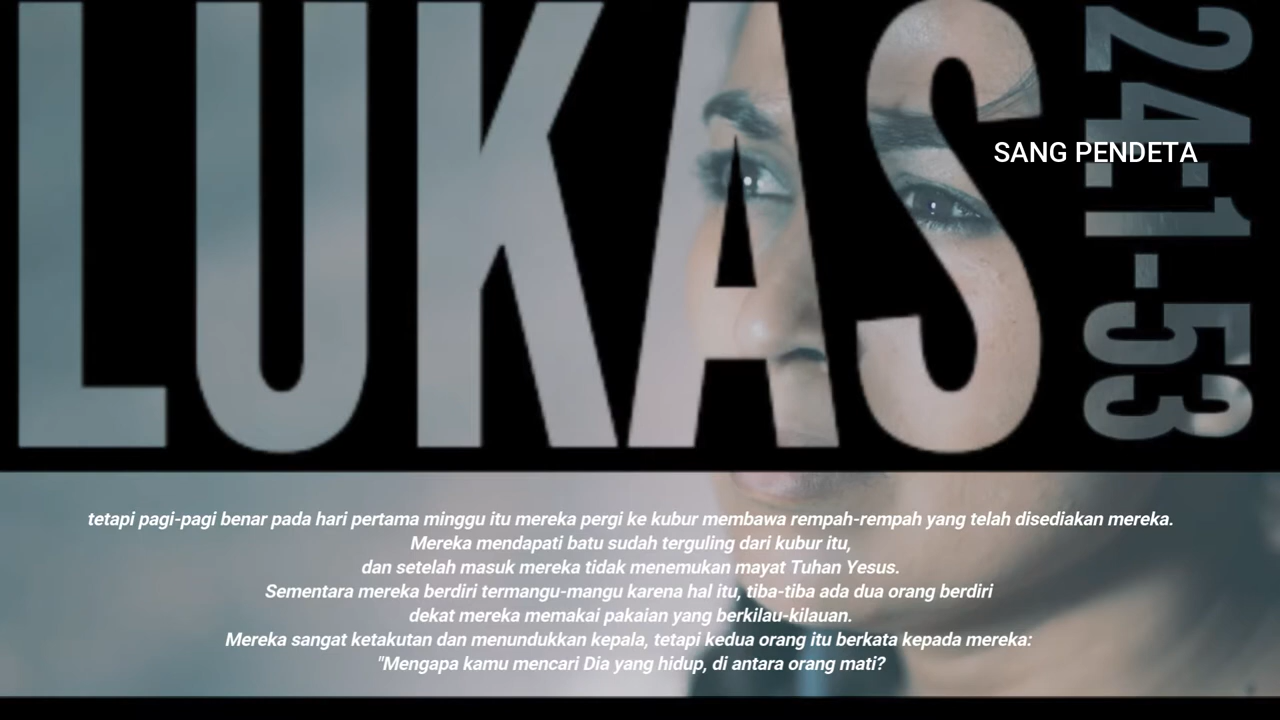 LUKAS
24:1-53
SANG PENDETA
tetapi pagi-pagi benar pada hari pertama minggu itu mereka pergi ke kubur membawa rempah-rempah yang telah disediakan mereka.
Mereka mendapati batu sudah terguling dari kubur itu,
dan setelah masuk mereka tidak menemukan mayat Tuhan Yesus.
Sementara mereka berdiri termangu-mangu karena hal itu, tiba-tiba ada dua orang berdiri
dekat mereka memakai pakaian yang berkilau-kilauan.
Mereka sangat ketakutan dan menundukkan kepala, tetapi kedua orang itu berkata kepada mereka:
"Mengapa kamu mencari Dia yang hidup, di antara orang mati?